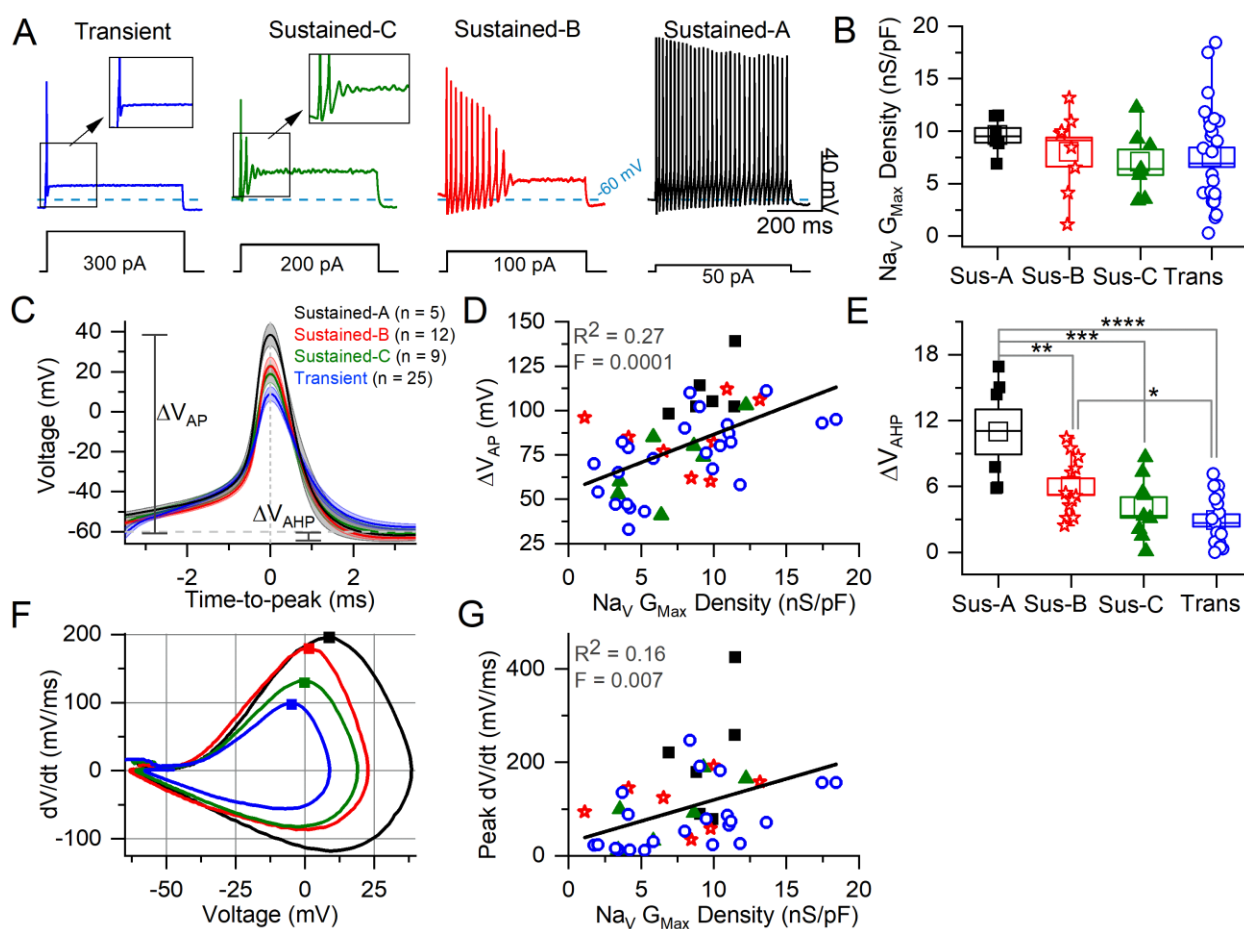 A
Transient
Sustained-C
Sustained-B
Sustained-A
-60 mV
40 mV
200 ms
300 pA
200 pA
100 pA
50 pA
B
NaV GMax Density (nS/pF)
20
15
10
5
0
Sus-A
Sus-B
Sus-C
Trans
C
Sustained-A (n = 5)
Sustained-B (n = 12)
Sustained-C (n = 9)
Transient (n = 25)
Voltage (mV)
40
20
0
-20
-40
-60
ΔVAP
ΔVAHP
-2
0
2
Time-to-peak (ms)
D
R2 = 0.27
F = 0.0001
ΔVAP (mV)
150
125
100
75
50
25
0
5
10
15
20
NaV GMax Density (nS/pF)
E
****
***
**
*
ΔVAHP
18
12
6
0
Sus-A
Sus-B
Sus-C
Trans
F
dV/dt (mV/ms)
200
100
0
-100
-50
-25
0
25
Voltage (mV)
G
R2 = 0.16
F = 0.007
Peak dV/dt (mV/ms)
400
200
0
0
5
10
15
20
NaV GMax Density (nS/pF)